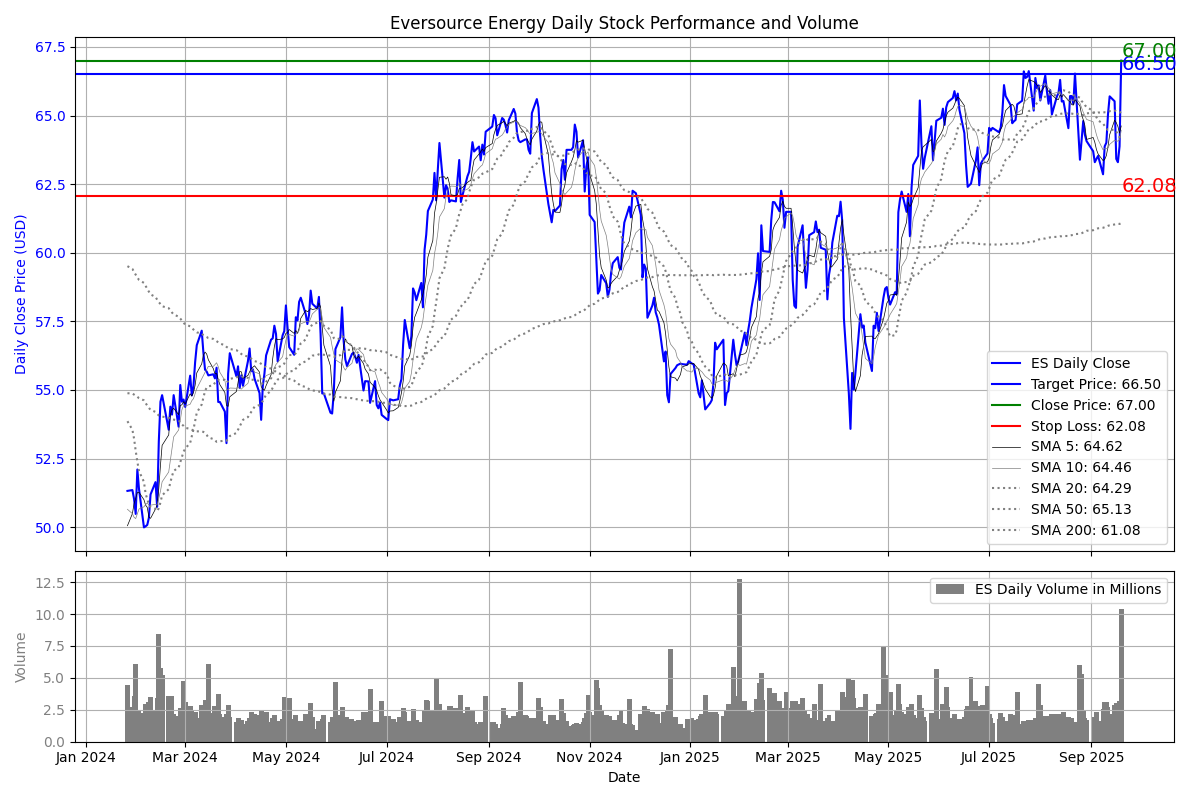 Eversource Energy Daily Stock Performance and Volume
67.5
65.0
62.5
60.0
57.5
55.0
52.5
50.0
Daily Close Price (USD)
67.00
66.50
62.08
ES Daily Close
Target Price: 66.50
Close Price: 67.00
Stop Loss: 62.08
SMA 5: 64.62
SMA 10: 64.46
SMA 20: 64.29
SMA 50: 65.13
SMA 200: 61.08
12.5
10.0
7.5
5.0
2.5
0.0
Volume
ES Daily Volume in Millions
Jan 2024 Mar 2024 May 2024 Jul 2024 Sep 2024 Nov 2024 Jan 2025 Mar 2025 May 2025 Jul 2025 Sep 2025
Date